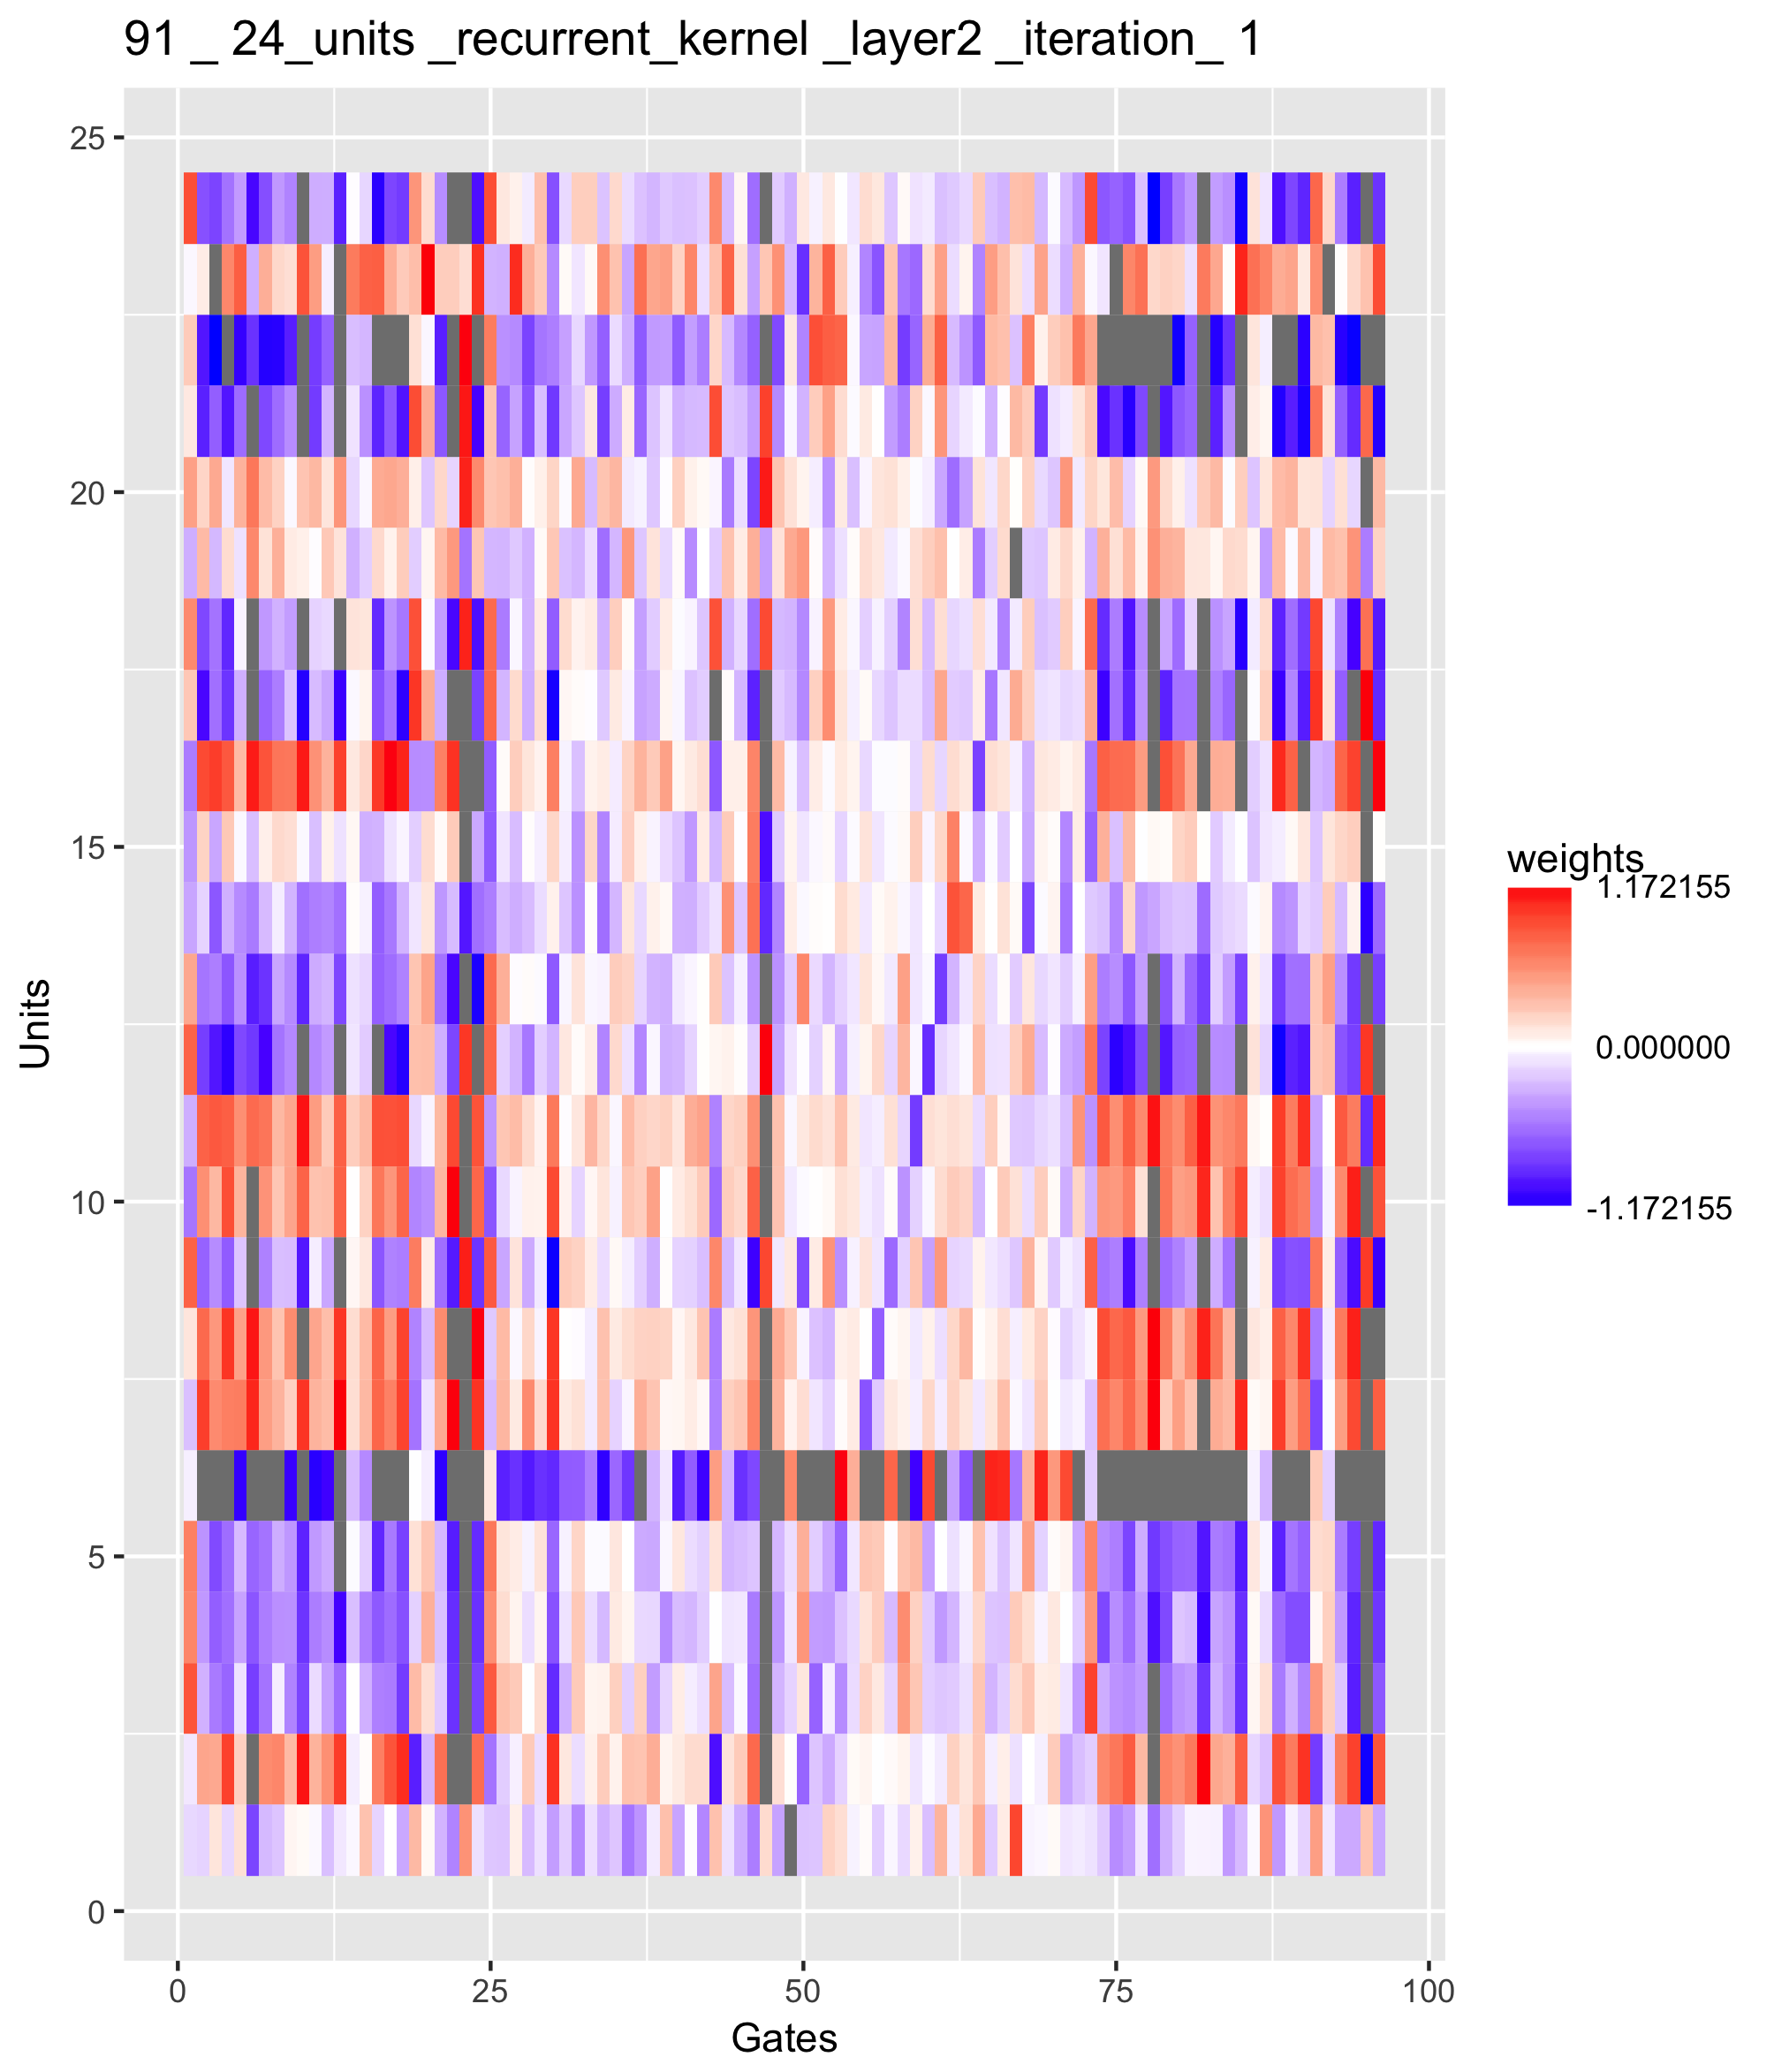 91 _ 24_units _recurrent_kernel _layer2 _iteration_ 1
25
20
15
10
5
0
Units
0 25 50 75 100
Gates
weights
1.172155
0.000000
-1.172155